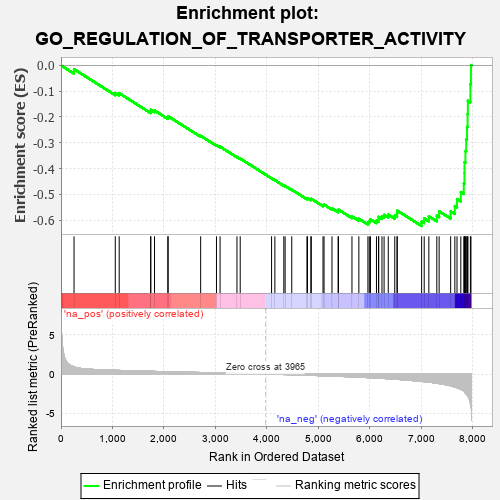 Enrichment plot:
GO_REGULATION_OF_TRANSPORTER_ACTIVITY
Enrichment score (ES)
0.0
-0.1
-0.2
-0.3
-0.4
-0.5
-0.6
'na_pos' (positively correlated)
Ranked list metric (PreRanked)
5
0
-5
Zero cross at 3965
'na_neg' (negatively correlated)
0
1,000
2,000
3,000
4,000
5,000
6,000
7,000
8,000
Rank in Ordered Dataset
Enrichment profile
Hits
Ranking metric scores